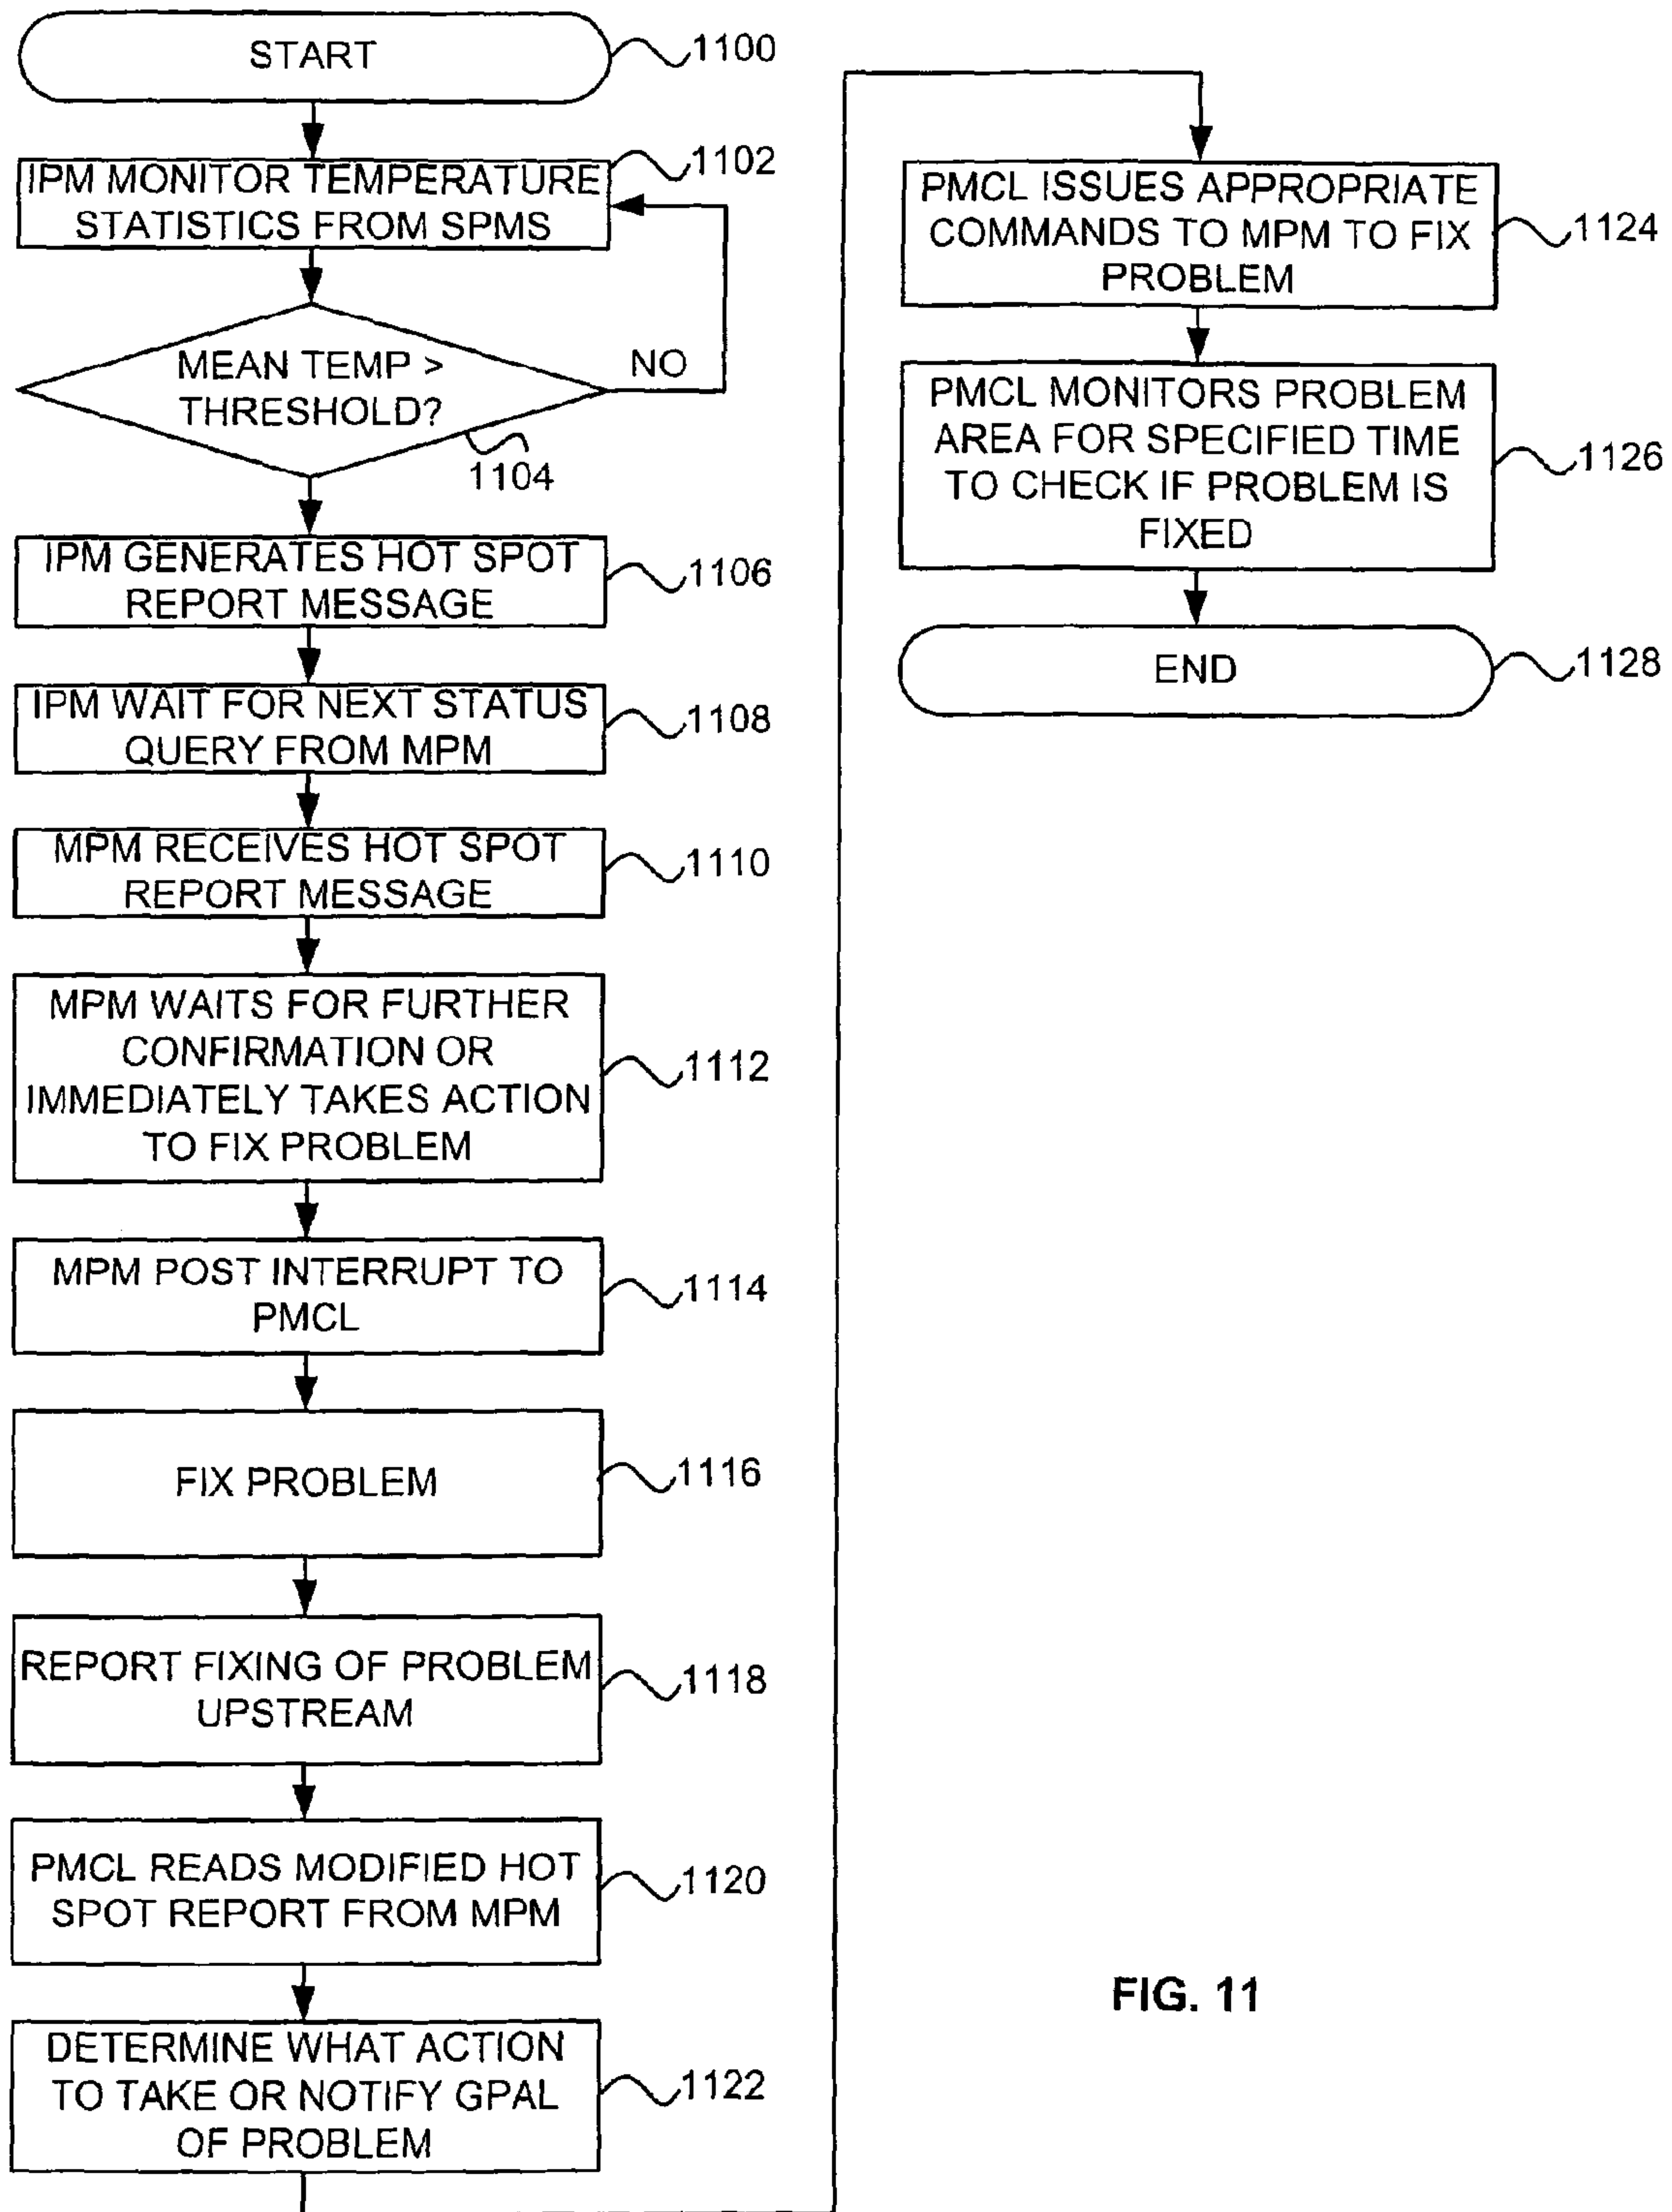 START
1100
IPM MONITOR TEMPERATURE
STATISTICS FROM SPMS
1102
MEAN TEMP >
THRESHOLD?
NO
1104
IPM GENERATES HOT SPOT
REPORT MESSAGE
1106
IPM WAIT FOR NEXT STATUS
QUERY FROM MPM
1108
MPM RECEIVES HOT SPOT
REPORT MESSAGE
1110
MPM WAITS FOR FURTHER
CONFIRMATION OR
IMMEDIATELY TAKES ACTION
TO FIX PROBLEM
1112
MPM POST INTERRUPT TO
PMCL
1114
FIX PROBLEM
1116
REPORT FIXING OF PROBLEM
UPSTREAM
1118
PMCL READS MODIFIED HOT
SPOT REPORT FROM MPM
1120
DETERMINE WHAT ACTION
TO TAKE OR NOTIFY GPAL
OF PROBLEM
1122
PMCL ISSUES APPROPRIATE
COMMANDS TO MPM TO FIX
PROBLEM
1124
PMCL MONITORS PROBLEM
AREA FOR SPECIFIED TIME
TO CHECK IF PROBLEM IS
FIXED
1126
END
1128
FIG. 11